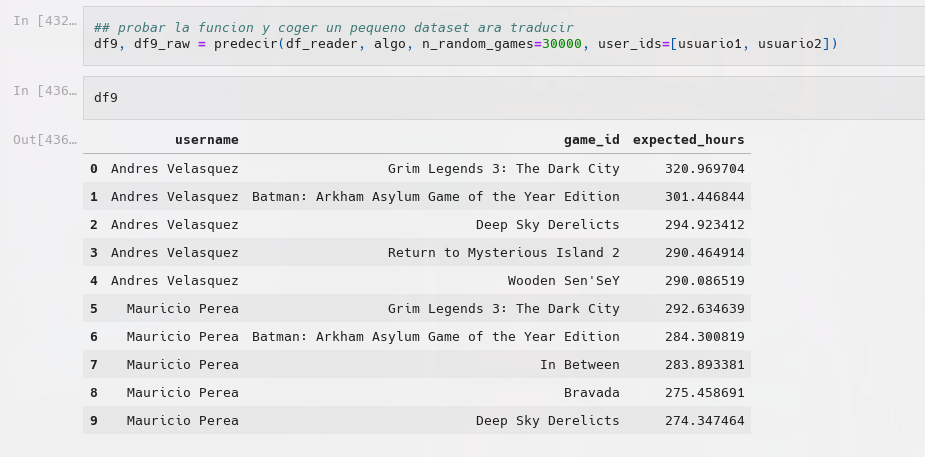 In [432…
## probar la funcion y coger un pequeno dataset ara traducir
df9, df9_raw = predecir(df_reader, algo, n_random_games=30000, user_ids=[usuario1, usuario2])
In [436…
df9
Out[436…
username game_id expected_hours
0 Andres Velasquez Grim Legends 3: The Dark City 320.969704
1 Andres Velasquez Batman: Arkham Asylum Game of the Year Edition 301.446844
2 Andres Velasquez Deep Sky Derelicts 294.923412
3 Andres Velasquez Return to Mysterious Island 2 290.464914
4 Andres Velasquez Wooden Sen'SeY 290.086519
5 Mauricio Perea Grim Legends 3: The Dark City 292.634639
6 Mauricio Perea Batman: Arkham Asylum Game of the Year Edition 284.300819
7 Mauricio Perea In Between 283.893381
8 Mauricio Perea Bravada 275.458691
9 Mauricio Perea Deep Sky Derelicts 274.347464